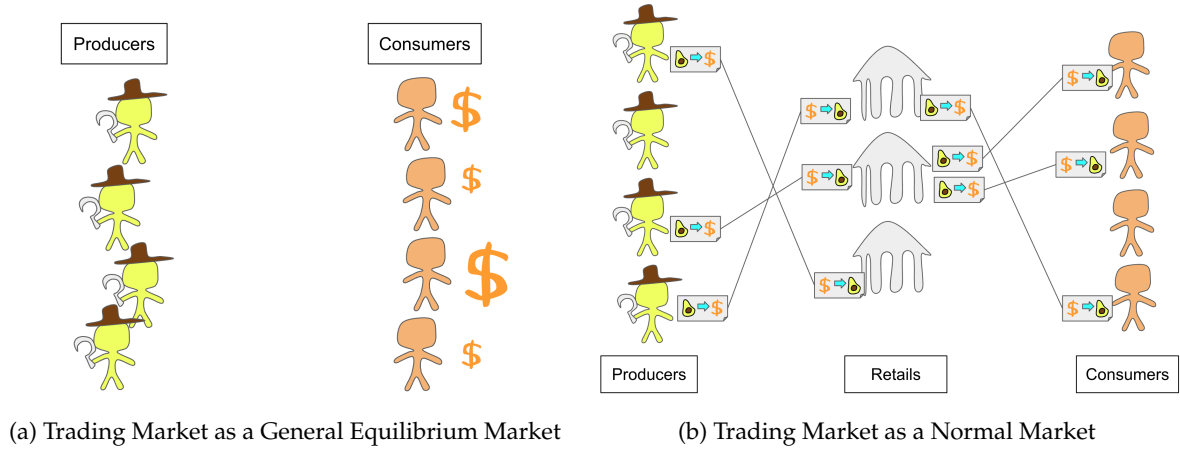 Producers
Consumers
$
$
$
$
(a) Trading Market as a General Equilibrium Market
$
$
$
$
$
$
$
$
$
$
$
$
Producers
Retails
Consumers
(b) Trading Market as a Normal Market